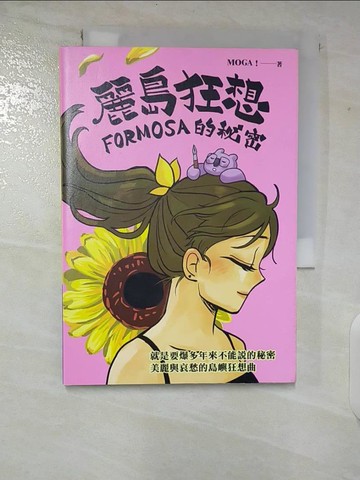 MOGA！——著
麗島狂想
FORMOSA的秘密
就是要爆多年來不能說的秘密
美麗與哀愁的島嶼狂想曲